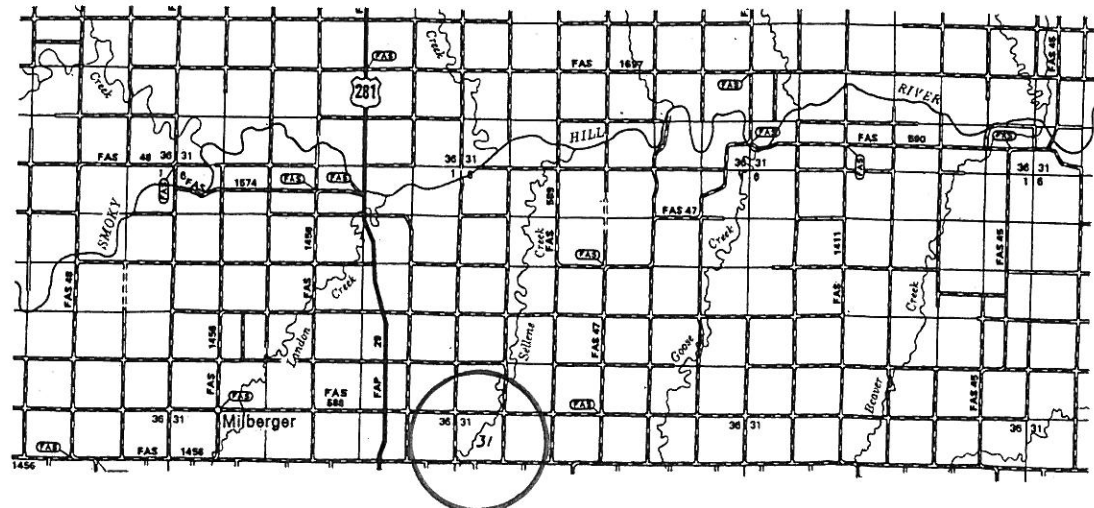 F
F
F
Creek
Creek
FAS
281
FAS 1697
FAS
FAS 45
RIVER
Creek
HILL
FAS
FAS 590
FAS
FAS 48 36 31
1 6 FAS
FAS
1574 FAS FAS
36 31
1 6
589
36 31
6
FAS
36 31
1 6
SMOKY
1458
FAS
Creek
FAS
FAS 47
Creek
1411
FAS 45
FAS 48
FAS
Creek
FAS
Creek
1456
London
29
Sellens
FAS 47
Goose
FAS
FAS
FAS
FAS
588
FAP
FAS
Beaver
FAS 45
36 31
Milberger
36 31
31
36 31
36 31
FAS
FAS 1456
1456